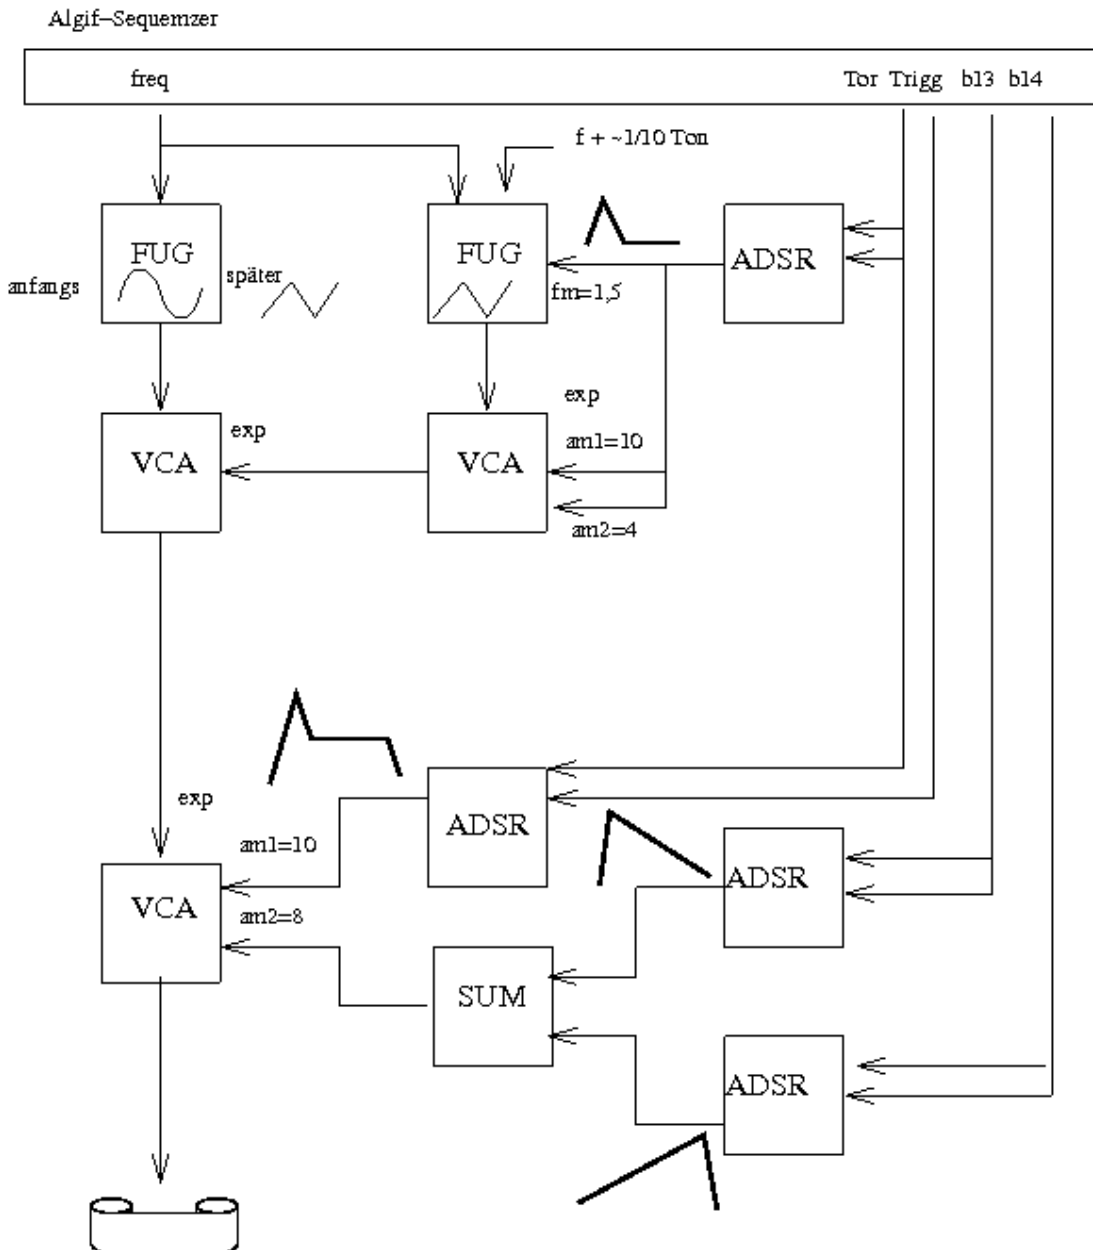 Algif-Sequemzer
freq
Tor Trigg b13 b14
f + ~1/10 Ton
FUG
FUG
ADSR
anfangs
später
fm=1,5
exp
exp
am1=10
VCA
VCA
am2=4
exp
ADSR
am1=10
ADSR
VCA
am2=8
SUM
ADSR